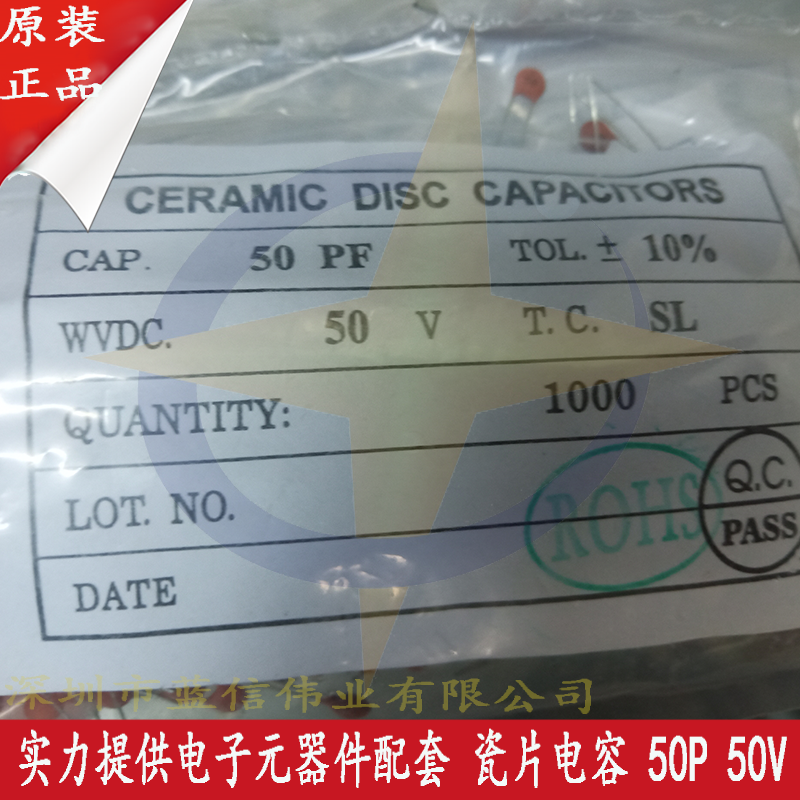 原装
正品
CERAMIC DISC CAPACITORS
CAP. 50 PF TOL. ± 10%
WVDC. 50 V T.C. SL
QUANTITY: 1000 PCS
LOT. NO.
ROHS
Q.C.
PASS
DATE
深圳市蓝信伟业有限公司
实力提供电子元器件配套 瓷片电容 50P 50V